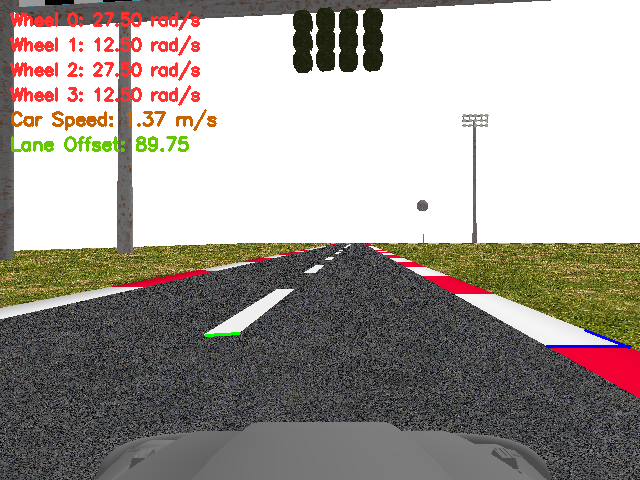 Wheel 0: 27.50 rad/s
Wheel 1: 12.50 rad/s
Wheel 2: 27.50 rad/s
Wheel 3: 12.50 rad/s
Car Speed: 1.37 m/s
Lane Offset: 89.75